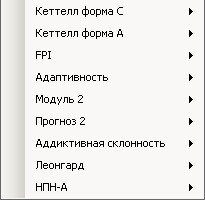 Кеттелл форма С
Кеттелл форма А
FPI
Адаптивность
Модуль 2
Прогноз 2
Аддиктивная склонность
Леонгард
НПН-А